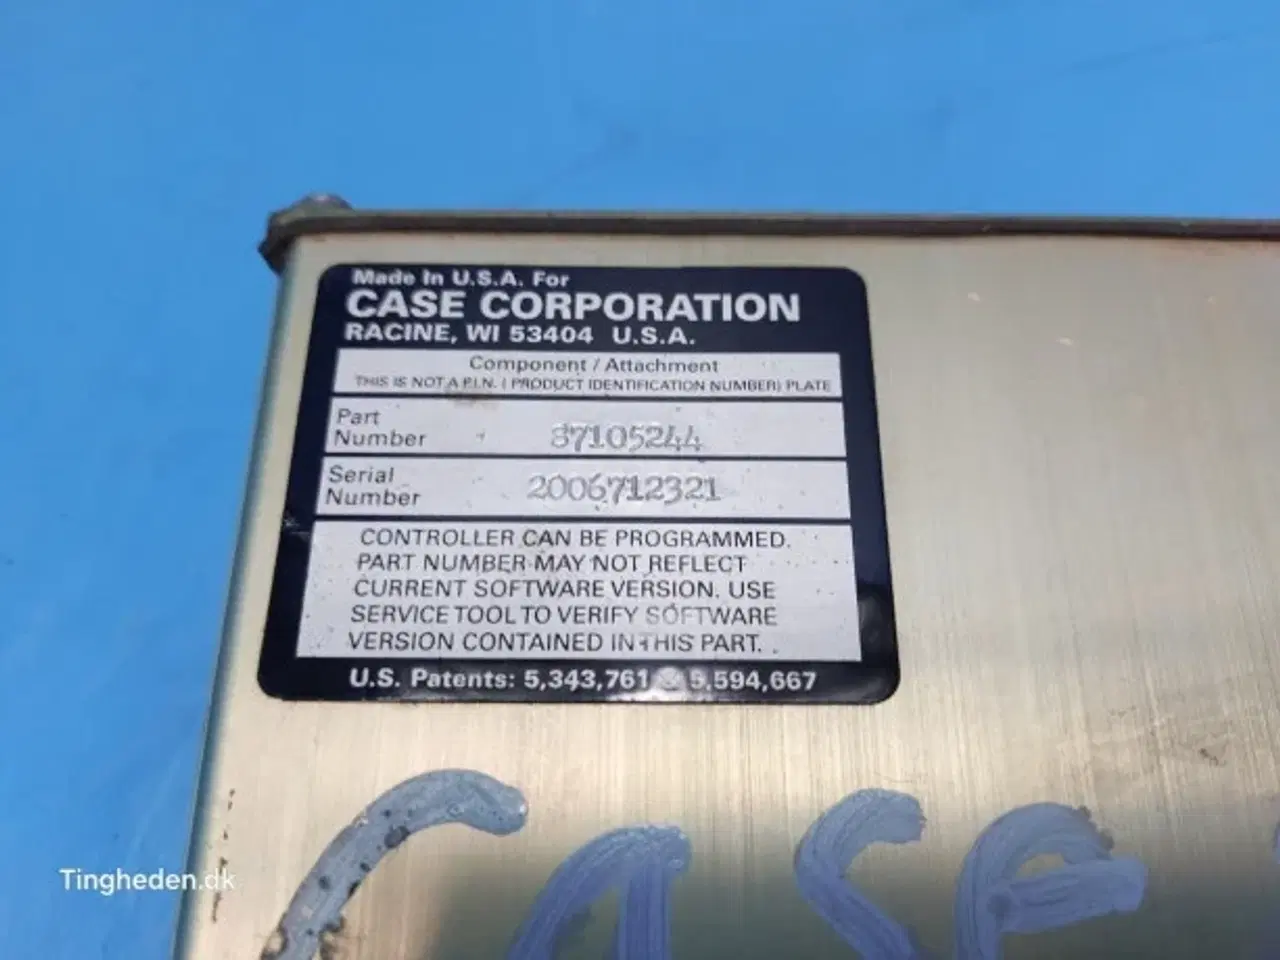 Made In U.S.A. For
CASE CORPORATION
RACINE, WI 53404 U.S.A.
Component / Attachment
THIS IS NOT A P.I.N. ( PRODUCT IDENTIFICATION NUMBER) PLATE
Part
Number 87105244
Serial
Number 2006712321
CONTROLLER CAN BE PROGRAMMED.
PART NUMBER MAY NOT REFLECT
CURRENT SOFTWARE VERSION. USE
SERVICE TOOL TO VERIFY SOFTWARE
VERSION CONTAINED IN THIS PART.
U.S. Patents: 5,343,761 & 5,594,667
CASE
Tingheden.dk